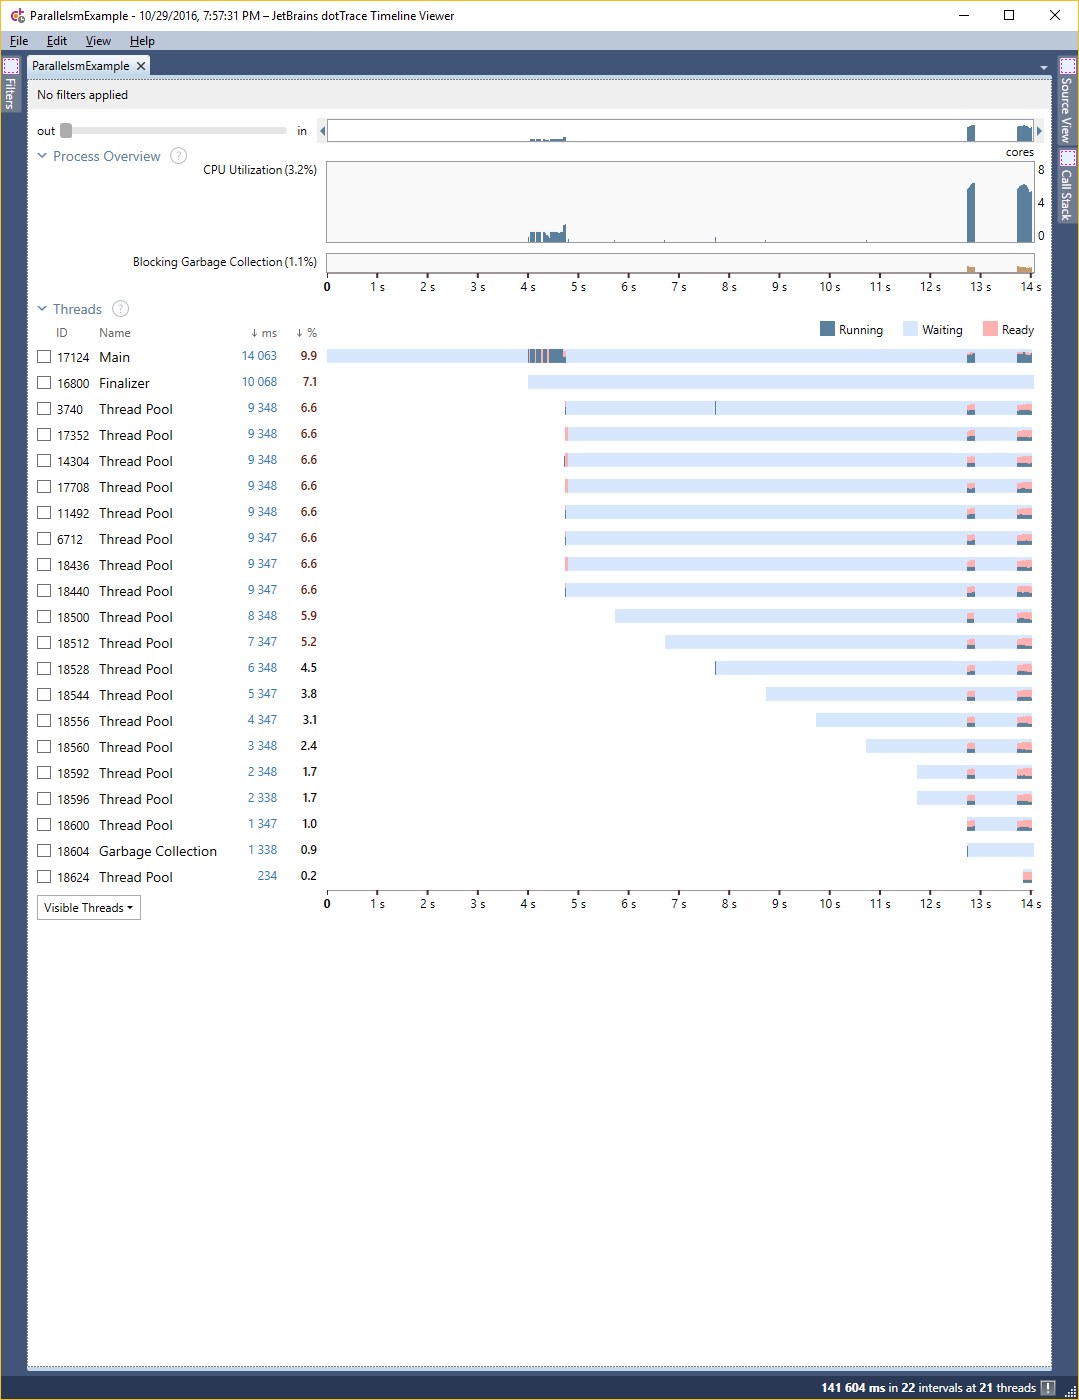 ParallelsmExample - 10/29/2016, 7:57:31 PM – JetBrains dotTrace Timeline Viewer
File Edit View Help
ParallelsmExample
Filters
Source View
Call Stack
No filters applied
out in
Process Overview ?
cores
CPU Utilization (3.2%) 8
4
0
Blocking Garbage Collection (1.1%)
0 1 s 2 s 3 s 4 s 5 s 6 s 7 s 8 s 9 s 10 s 11 s 12 s 13 s 14 s
Threads ?
ID Name ↓ ms ↓ % Running Waiting Ready
17124 Main 14 063 9.9
16800 Finalizer 10 068 7.1
3740 Thread Pool 9 348 6.6
17352 Thread Pool 9 348 6.6
14304 Thread Pool 9 348 6.6
17708 Thread Pool 9 348 6.6
11492 Thread Pool 9 348 6.6
6712 Thread Pool 9 347 6.6
18436 Thread Pool 9 347 6.6
18440 Thread Pool 9 347 6.6
18500 Thread Pool 8 348 5.9
18512 Thread Pool 7 347 5.2
18528 Thread Pool 6 348 4.5
18544 Thread Pool 5 347 3.8
18556 Thread Pool 4 347 3.1
18560 Thread Pool 3 348 2.4
18592 Thread Pool 2 348 1.7
18596 Thread Pool 2 338 1.7
18600 Thread Pool 1 347 1.0
18604 Garbage Collection 1 338 0.9
18624 Thread Pool 234 0.2
0 1 s 2 s 3 s 4 s 5 s 6 s 7 s 8 s 9 s 10 s 11 s 12 s 13 s 14 s
Visible Threads
141 604 ms in 22 intervals at 21 threads !